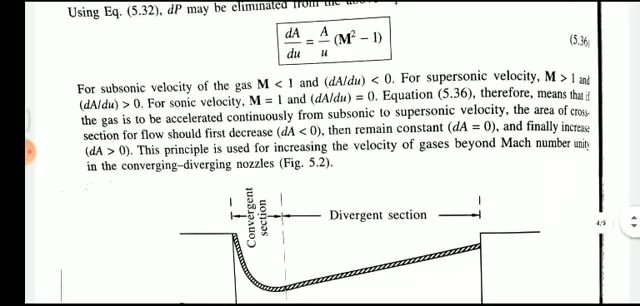 Using Eq. (5.32), dP may be eliminated from the
dA/du = A/u (M² − 1)
(5.36)
For subsonic velocity of the gas M < 1 and (dA/du) < 0. For supersonic velocity, M > 1 and
(dA/du) > 0. For sonic velocity, M = 1 and (dA/du) = 0. Equation (5.36), therefore, means that if
the gas is to be accelerated continuously from subsonic to supersonic velocity, the area of cross-
section for flow should first decrease (dA < 0), then remain constant (dA = 0), and finally increase
(dA > 0). This principle is used for increasing the velocity of gases beyond Mach number unity
in the converging–diverging nozzles (Fig. 5.2).
Convergent
section
Divergent section
4/5